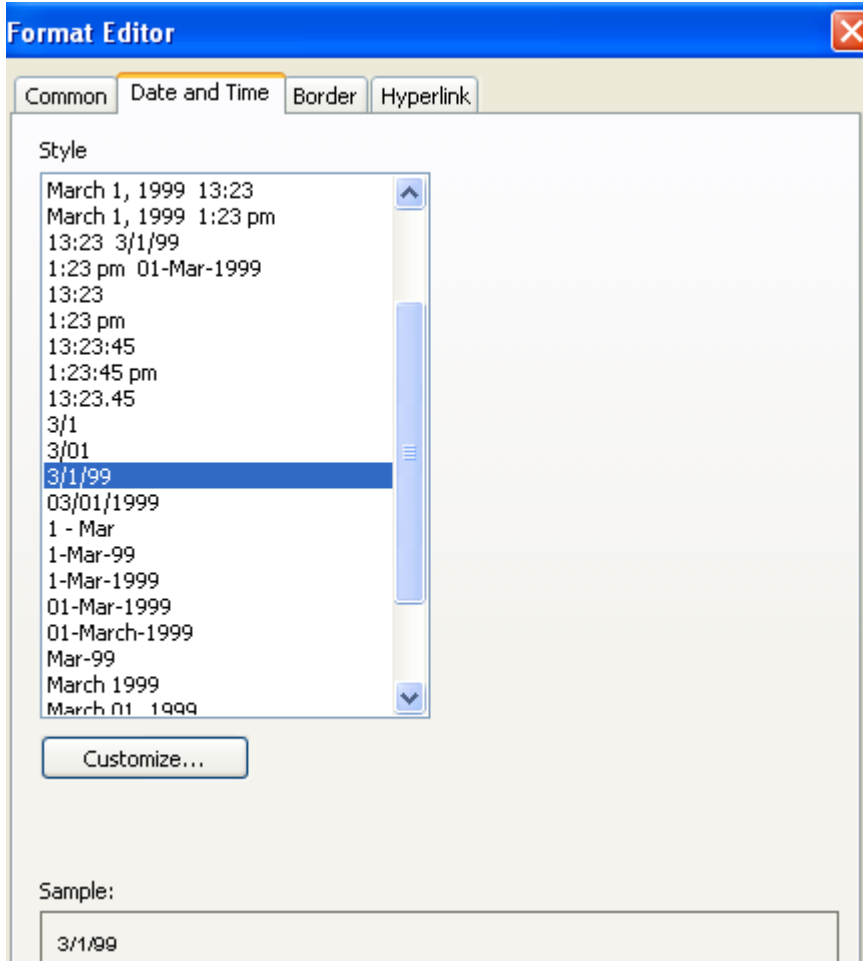 Format Editor
Common Date and Time Border Hyperlink
Style
March 1, 1999 13:23
March 1, 1999 1:23 pm
13:23 3/1/99
1:23 pm 01-Mar-1999
13:23
1:23 pm
13:23:45
1:23:45 pm
13:23.45
3/1
3/01
3/1/99
03/01/1999
1 - Mar
1-Mar-99
1-Mar-1999
01-Mar-1999
01-March-1999
Mar-99
March 1999
March 01, 1999
Customize...
Sample:
3/1/99